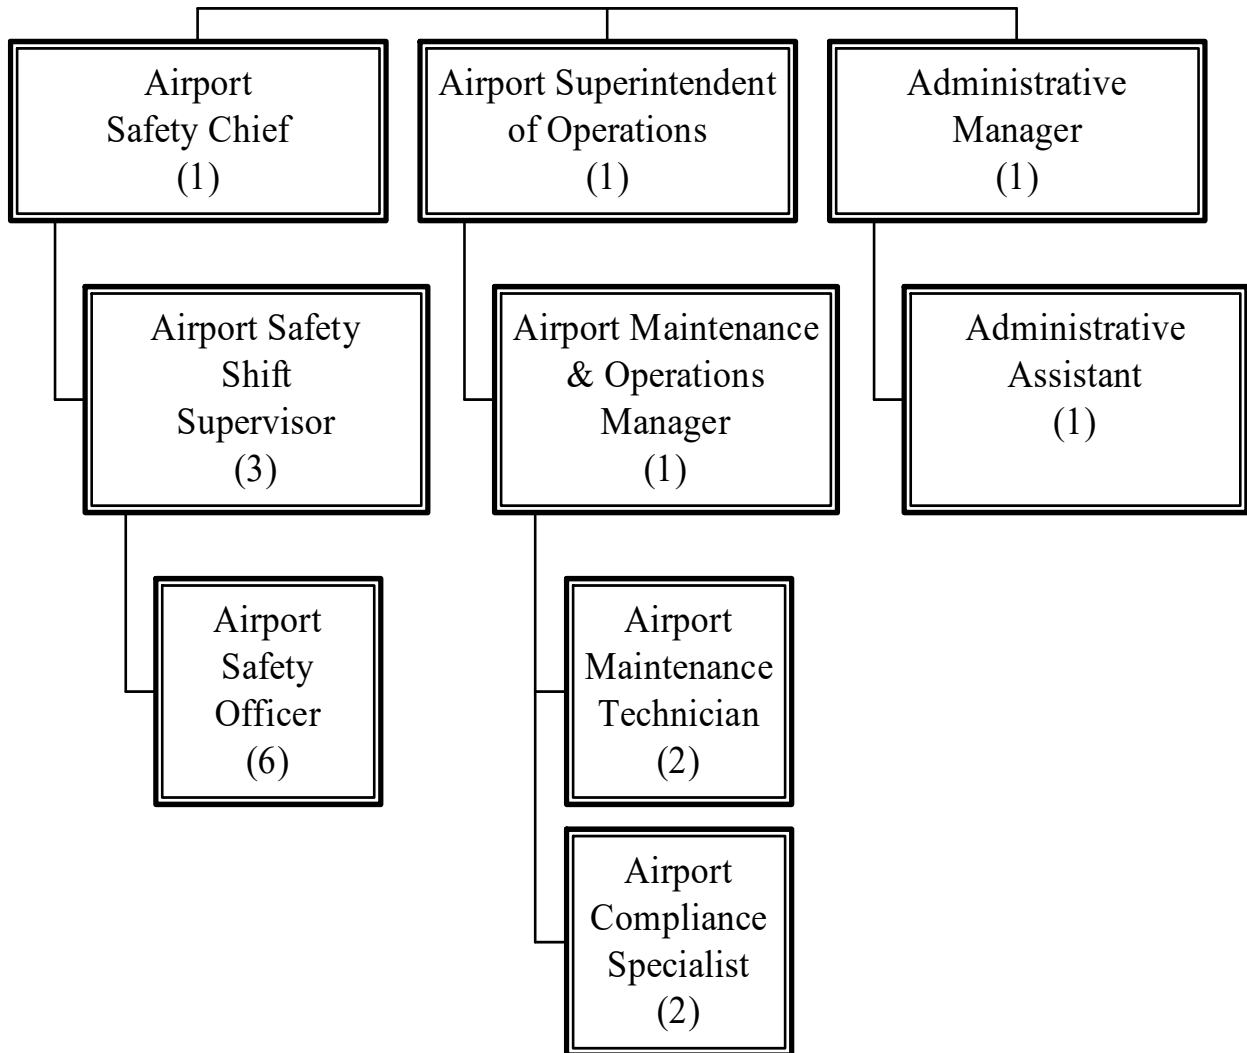 Airport
Safety Chief
(1)
Airport Superintendent
of Operations
(1)
Administrative
Manager
(1)
Airport Safety
Shift
Supervisor
(3)
Airport Maintenance
& Operations
Manager
(1)
Administrative
Assistant
(1)
Airport
Safety
Officer
(6)
Airport
Maintenance
Technician
(2)
Airport
Compliance
Specialist
(2)